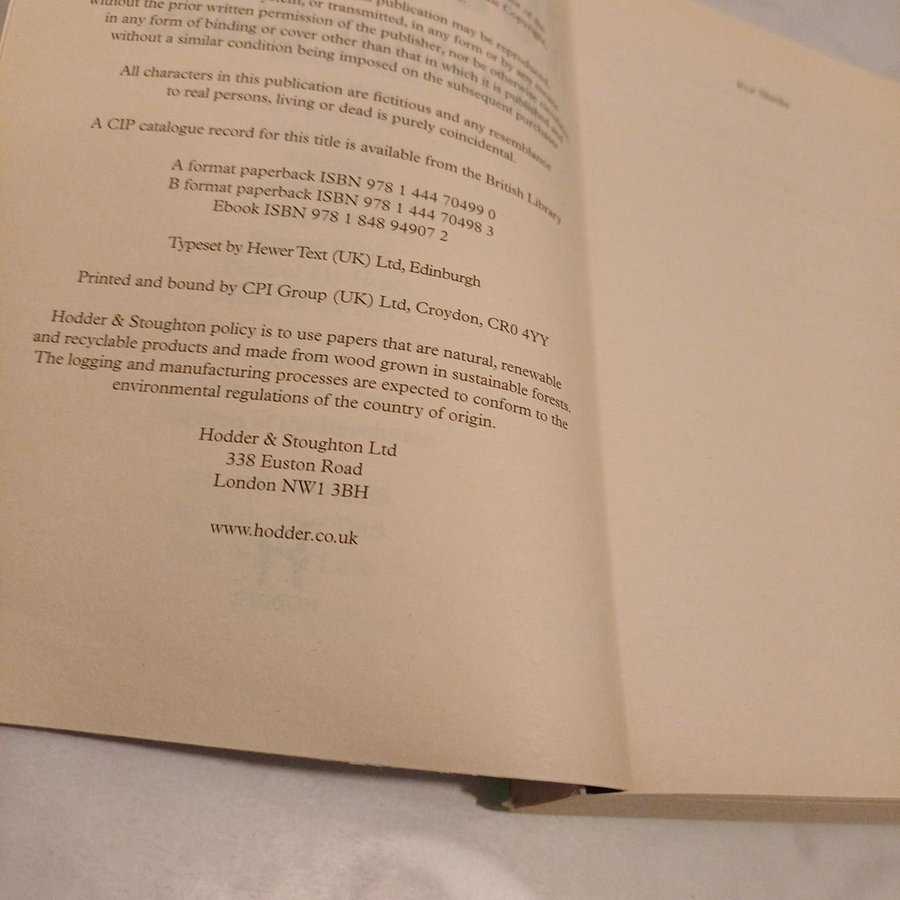 publication may be reproduced,
or transmitted, in any form or by any means
without the prior written permission of the publisher, nor be otherwise
in any form of binding or cover other than that in which it is published and
without a similar condition being imposed on the subsequent purchaser.
All characters in this publication are fictitious and any resemblance
to real persons, living or dead is purely coincidental.
A CIP catalogue record for this title is available from the British Library
A format paperback ISBN 978 1 444 70499 0
B format paperback ISBN 978 1 444 70498 3
Ebook ISBN 978 1 848 94907 2
Typeset by Hewer Text (UK) Ltd, Edinburgh
Printed and bound by CPI Group (UK) Ltd, Croydon, CR0 4YY
Hodder & Stoughton policy is to use papers that are natural, renewable
and recyclable products and made from wood grown in sustainable forests.
The logging and manufacturing processes are expected to conform to the
environmental regulations of the country of origin.
Hodder & Stoughton Ltd
338 Euston Road
London NW1 3BH
www.hodder.co.uk